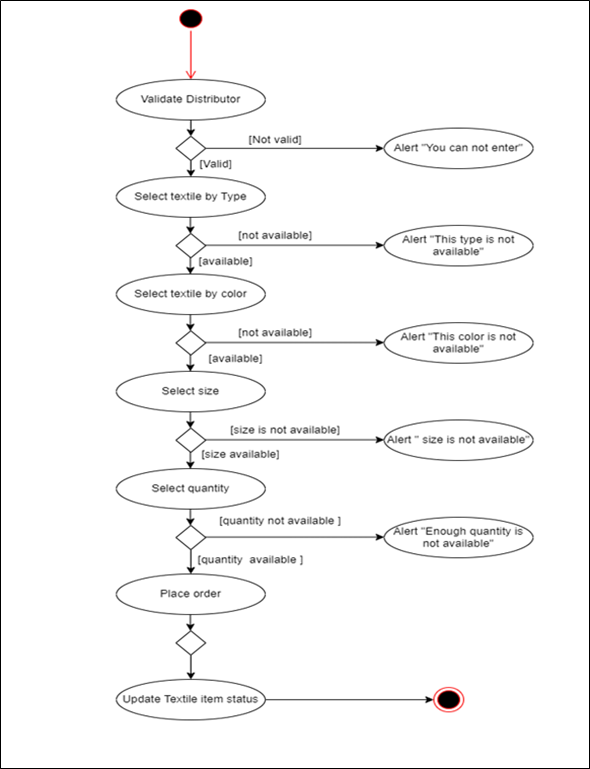 Validate Distributor
[Not valid]
Alert "You can not enter"
[Valid]
Select textile by Type
[not available]
Alert "This type is not
available"
[available]
Select textile by color
[not available]
Alert "This color is not
available"
[available]
Select size
[size is not available]
Alert " size is not available"
[size available]
Select quantity
[quantity not available ]
Alert "Enough quantity is
not available"
[quantity  available ]
Place order
Update Textile item status